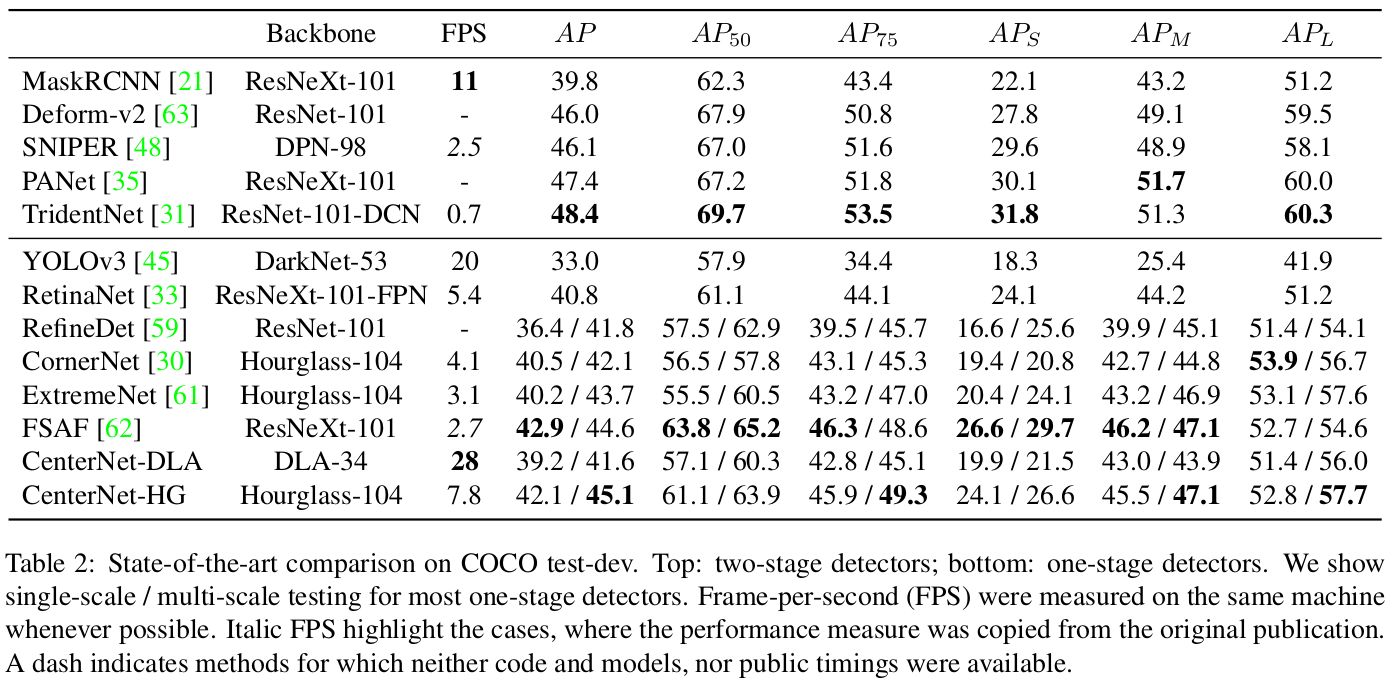 Backbone FPS AP AP50 AP75 APS APM APL
MaskRCNN [21] ResNeXt-101 11 39.8 62.3 43.4 22.1 43.2 51.2
Deform-v2 [63] ResNet-101 - 46.0 67.9 50.8 27.8 49.1 59.5
SNIPER [48] DPN-98 2.5 46.1 67.0 51.6 29.6 48.9 58.1
PANet [35] ResNeXt-101 - 47.4 67.2 51.8 30.1 51.7 60.0
TridentNet [31] ResNet-101-DCN 0.7 48.4 69.7 53.5 31.8 51.3 60.3
YOLOv3 [45] DarkNet-53 20 33.0 57.9 34.4 18.3 25.4 41.9
RetinaNet [33] ResNeXt-101-FPN 5.4 40.8 61.1 44.1 24.1 44.2 51.2
RefineDet [59] ResNet-101 - 36.4 / 41.8 57.5 / 62.9 39.5 / 45.7 16.6 / 25.6 39.9 / 45.1 51.4 / 54.1
CornerNet [30] Hourglass-104 4.1 40.5 / 42.1 56.5 / 57.8 43.1 / 45.3 19.4 / 20.8 42.7 / 44.8 53.9 / 56.7
ExtremeNet [61] Hourglass-104 3.1 40.2 / 43.7 55.5 / 60.5 43.2 / 47.0 20.4 / 24.1 43.2 / 46.9 53.1 / 57.6
FSAF [62] ResNeXt-101 2.7 42.9 / 44.6 63.8 / 65.2 46.3 / 48.6 26.6 / 29.7 46.2 / 47.1 52.7 / 54.6
CenterNet-DLA DLA-34 28 39.2 / 41.6 57.1 / 60.3 42.8 / 45.1 19.9 / 21.5 43.0 / 43.9 51.4 / 56.0
CenterNet-HG Hourglass-104 7.8 42.1 / 45.1 61.1 / 63.9 45.9 / 49.3 24.1 / 26.6 45.5 / 47.1 52.8 / 57.7
Table 2: State-of-the-art comparison on COCO test-dev. Top: two-stage detectors; bottom: one-stage detectors. We show
single-scale / multi-scale testing for most one-stage detectors. Frame-per-second (FPS) were measured on the same machine
whenever possible. Italic FPS highlight the cases, where the performance measure was copied from the original publication.
A dash indicates methods for which neither code and models, nor public timings were available.